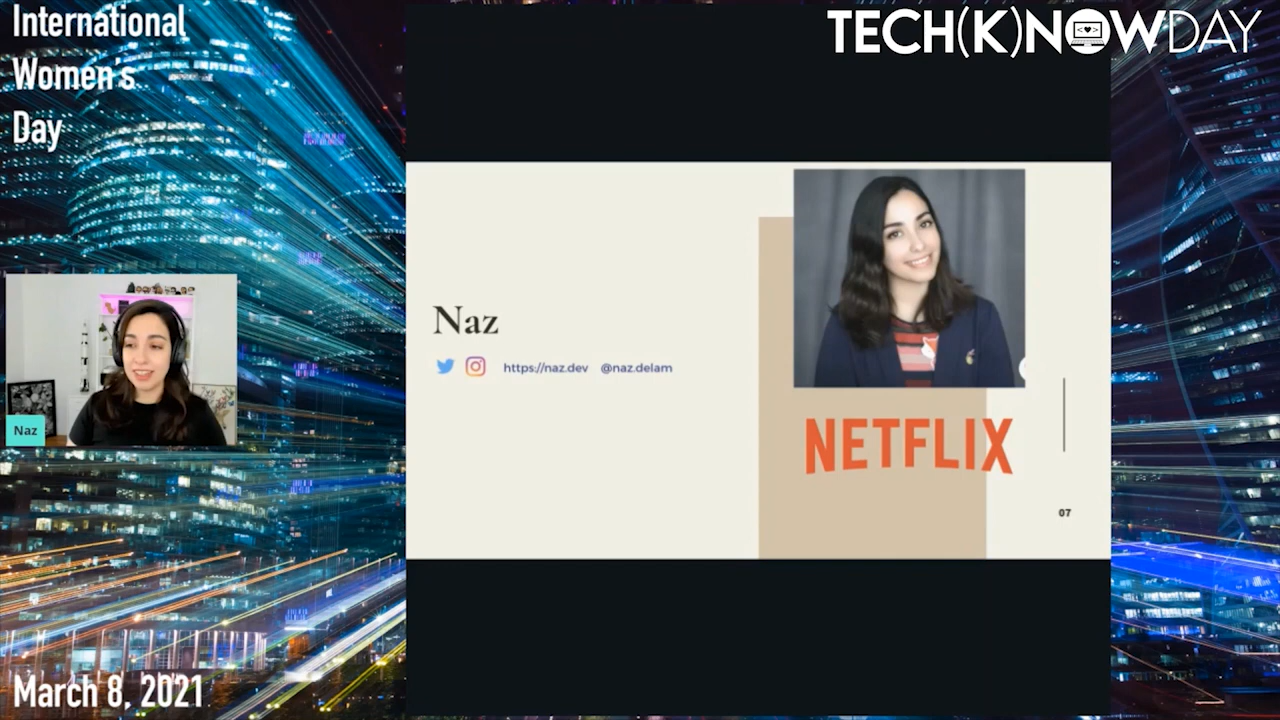 International
Women's
Day
TECH(K)NOWDAY
Naz
https://naz.dev @naz.delam
NETFLIX
07
Naz
March 8, 2021